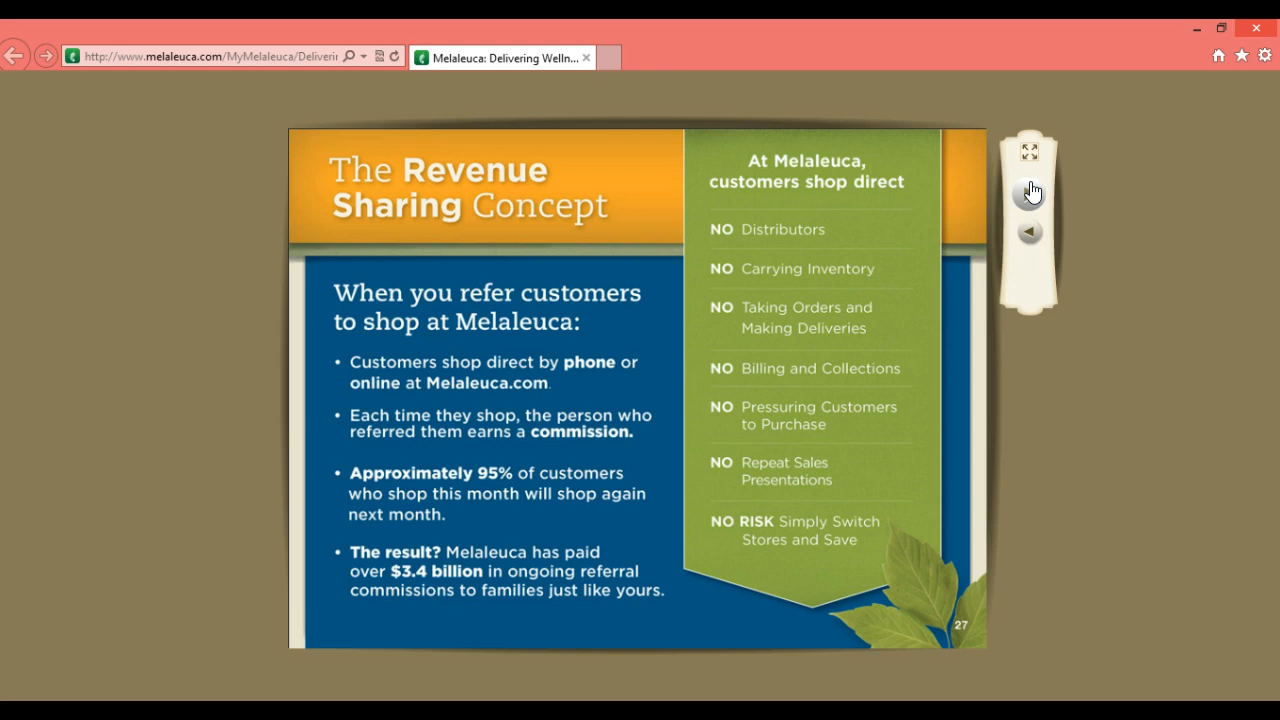 http://www.melaleuca.com/MyMelaleuca/Deliveri
Melaleuca: Delivering Welln...
The Revenue
Sharing Concept
When you refer customers
to shop at Melaleuca:
• Customers shop direct by phone or
online at Melaleuca.com.
• Each time they shop, the person who
referred them earns a commission.
• Approximately 95% of customers
who shop this month will shop again
next month.
• The result? Melaleuca has paid
over $3.4 billion in ongoing referral
commissions to families just like yours.
At Melaleuca,
customers shop direct
NO Distributors
NO Carrying Inventory
NO Taking Orders and
Making Deliveries
NO Billing and Collections
NO Pressuring Customers
to Purchase
NO Repeat Sales
Presentations
NO RISK Simply Switch
Stores and Save
27